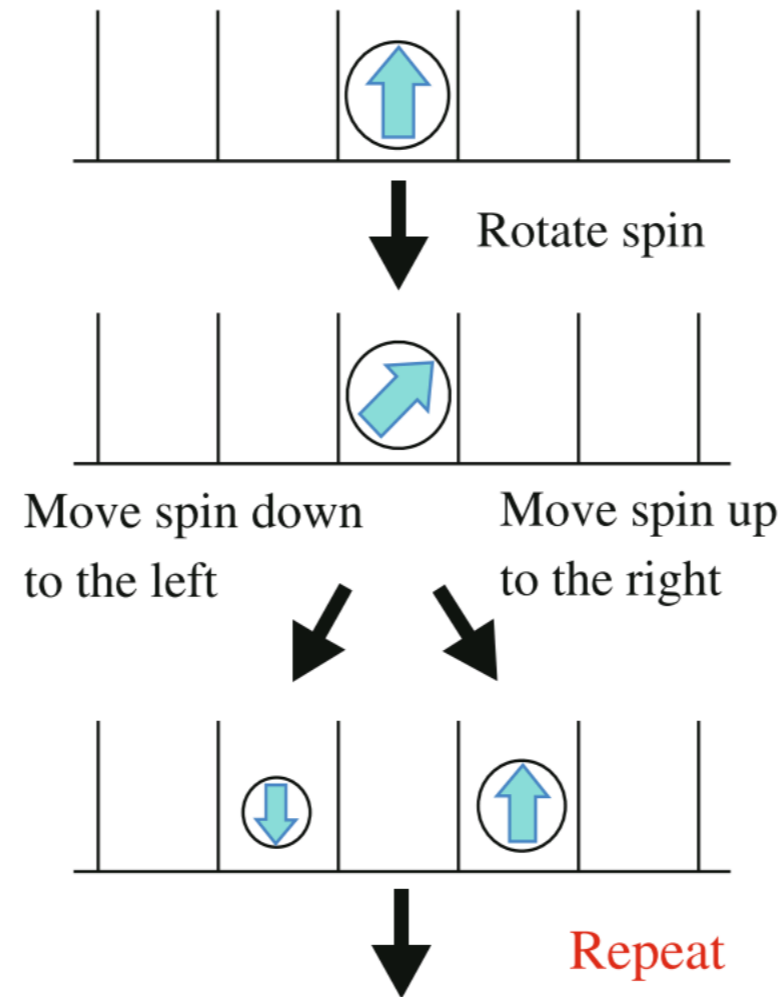 Rotate spin
Move spin down
to the left
Move spin up
to the right
Repeat